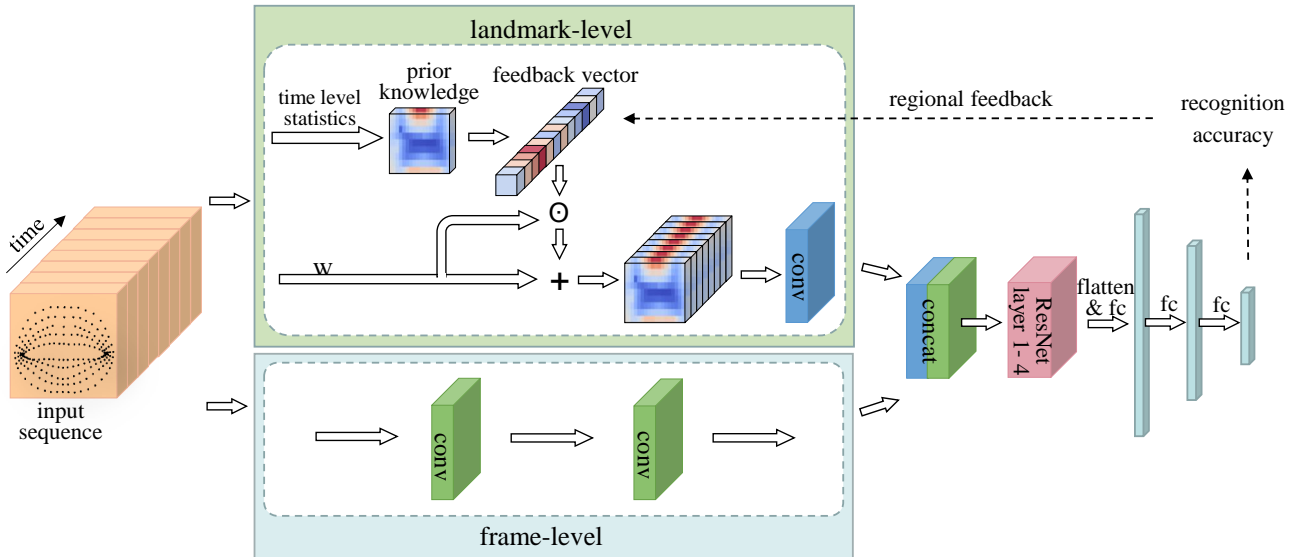 landmark-level
time level
statistics
prior
knowledge
feedback vector
regional feedback
recognition
accuracy
time
w
⊙
+
conv
input
sequence
concat
ResNet
layer 1- 4
flatten
& fc
fc
fc
conv
conv
frame-level